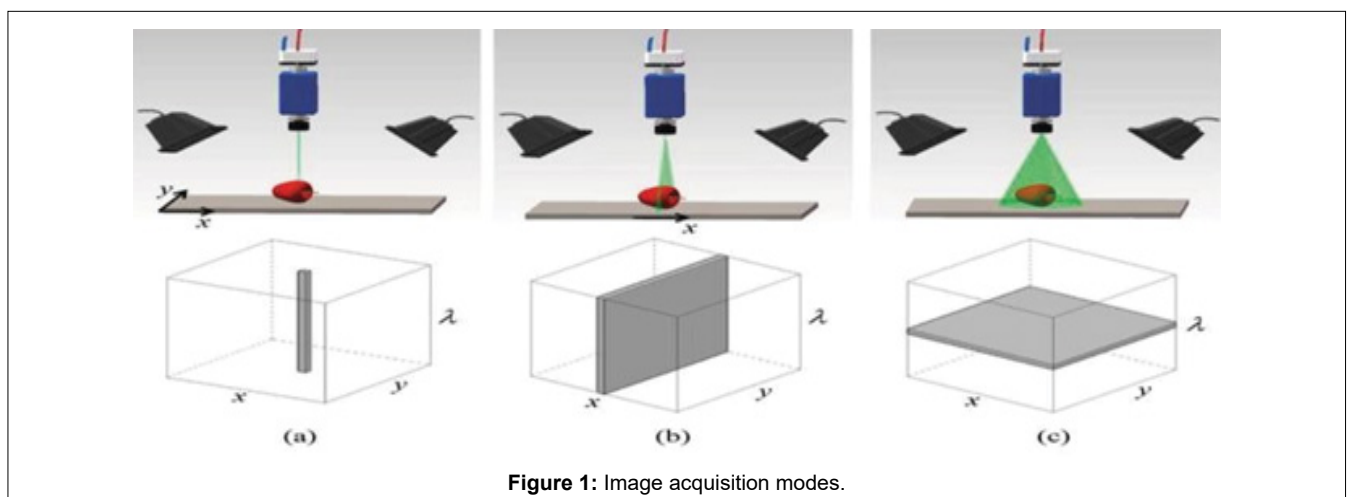 y
x
x
λ
x
y
λ
x
y
λ
x
y
(a)
(b)
(c)
Figure 1: Image acquisition modes.